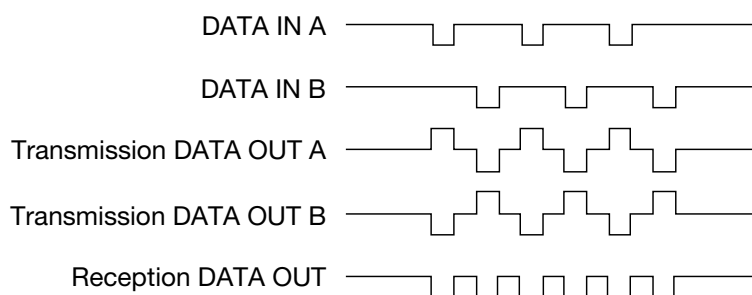 DATA IN A
DATA IN B
Transmission DATA OUT A
Transmission DATA OUT B
Reception DATA OUT